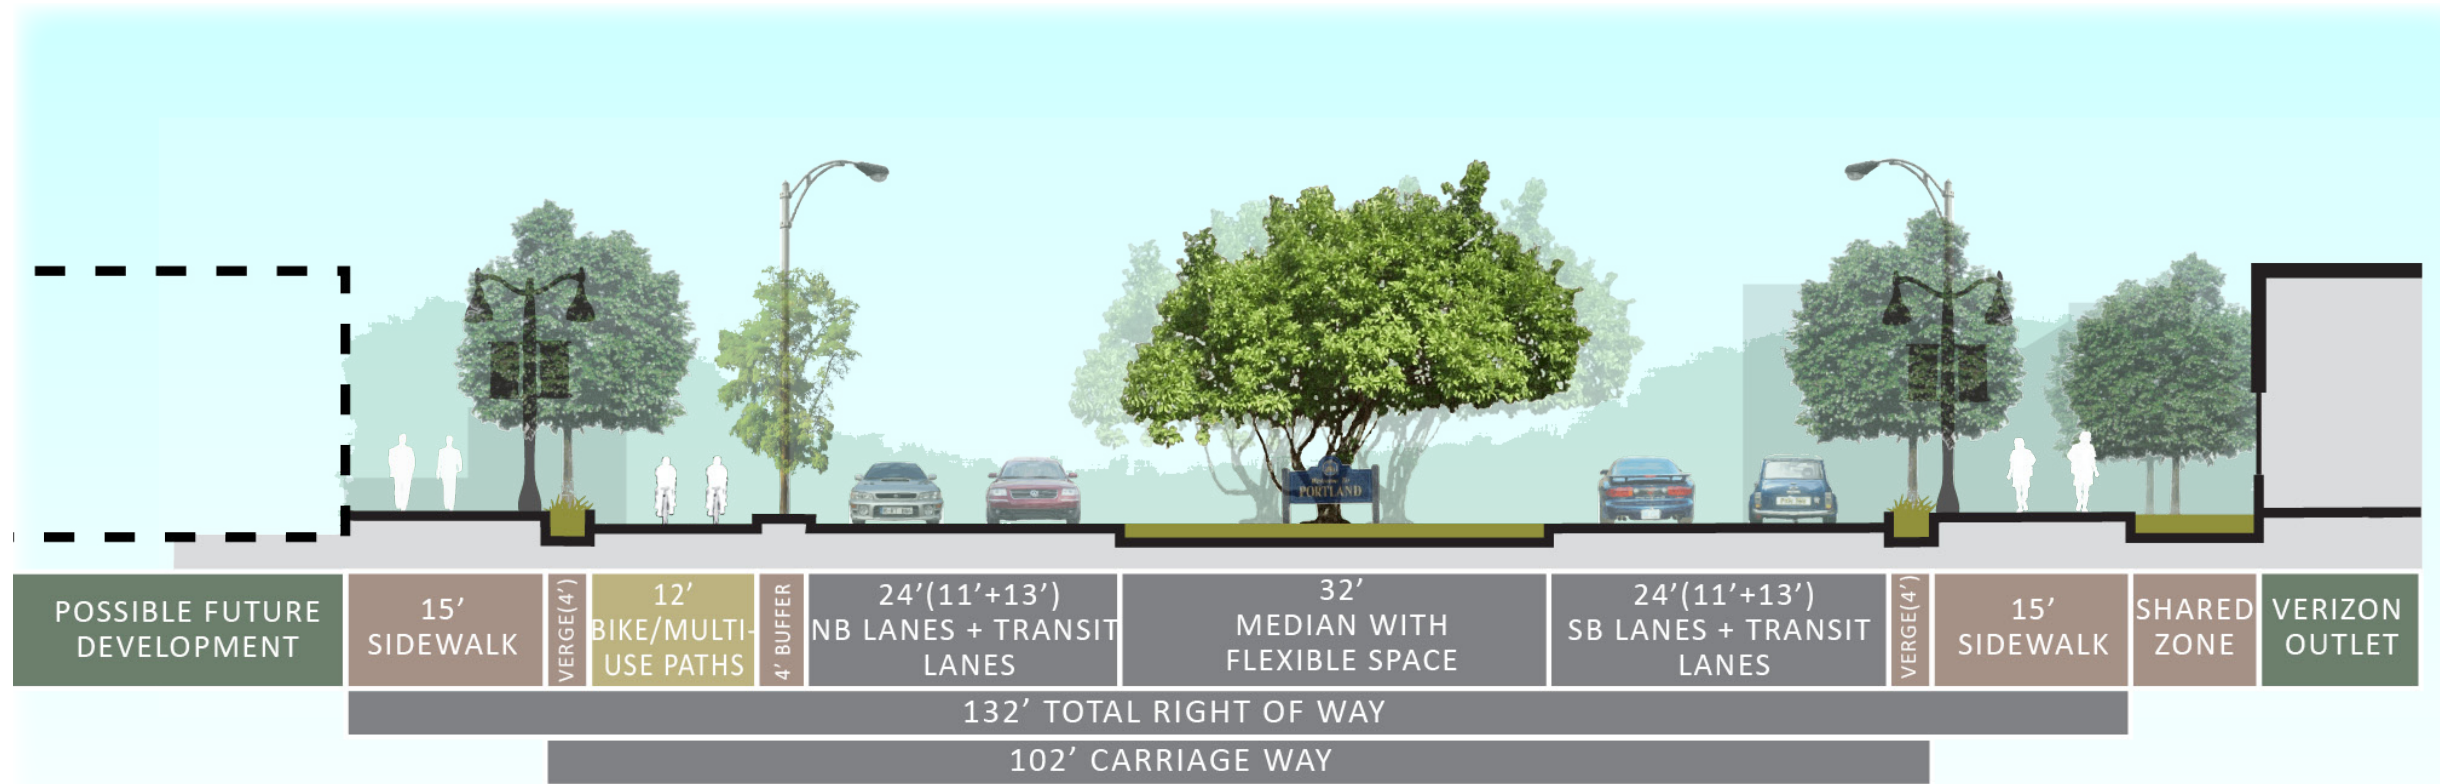 Welcome To
PORTLAND
POSSIBLE FUTURE
DEVELOPMENT
15’
SIDEWALK
VERGE(4’)
12’
BIKE/MULTI-
USE PATHS
4’ BUFFER
24’(11’+13’)
NB LANES + TRANSIT
LANES
32’
MEDIAN WITH
FLEXIBLE SPACE
24’(11’+13’)
SB LANES + TRANSIT
LANES
VERGE(4’)
15’
SIDEWALK
SHARED
ZONE
VERIZON
OUTLET
132’ TOTAL RIGHT OF WAY
102’ CARRIAGE WAY